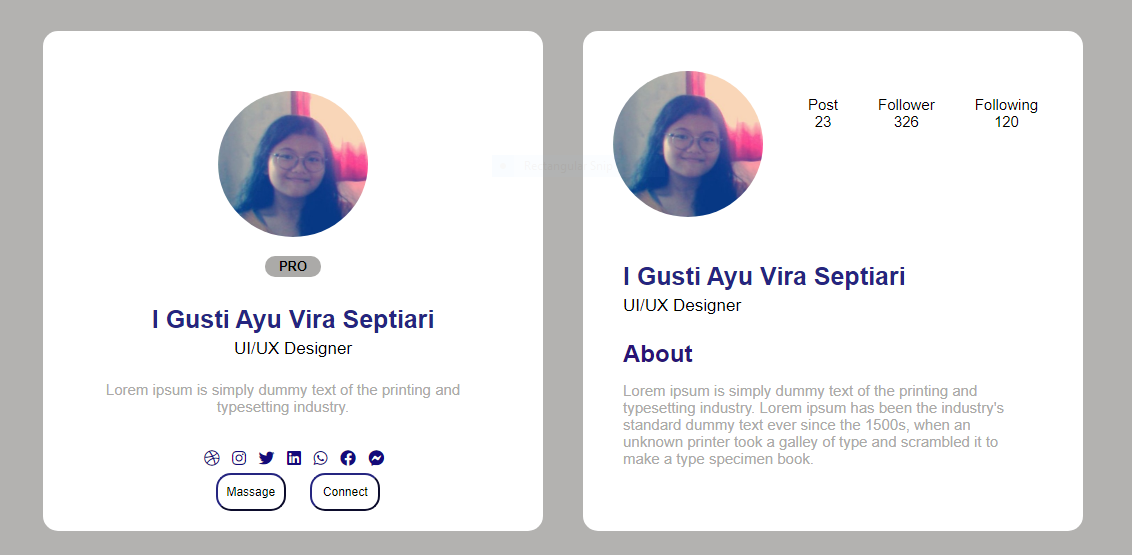 PRO
I Gusti Ayu Vira Septiari
UI/UX Designer
Lorem ipsum is simply dummy text of the printing and
typesetting industry.
Massage
Connect
Post
23
Follower
326
Following
120
I Gusti Ayu Vira Septiari
UI/UX Designer
About
Lorem ipsum is simply dummy text of the printing and
typesetting industry. Lorem ipsum has been the industry's
standard dummy text ever since the 1500s, when an
unknown printer took a galley of type and scrambled it to
make a type specimen book.